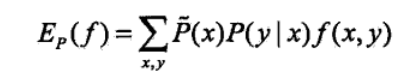 E_P(f) = ∑_{x,y} P̃(x)P(y | x)f(x, y)